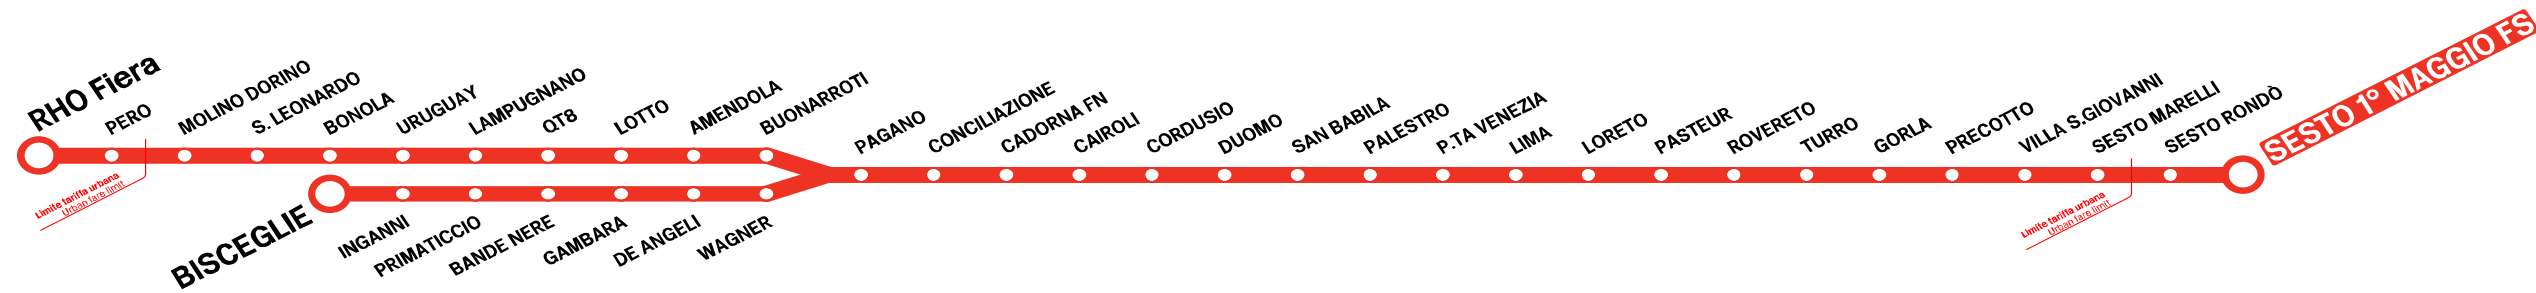 RHO Fiera
PERO
MOLINO DORINO
S. LEONARDO
BONOLA
URUGUAY
LAMPUGNANO
QT8
LOTTO
AMENDOLA
BUONARROTI
PAGANO
CONCILIAZIONE
CADORNA FN
CAIROLI
CORDUSIO
DUOMO
SAN BABILA
PALESTRO
P.TA VENEZIA
LIMA
LORETO
PASTEUR
ROVERETO
TURRO
GORLA
PRECOTTO
VILLA S.GIOVANNI
SESTO MARELLI
SESTO RONDÒ
SESTO 1° MAGGIO FS
Limite tariffa urbana
Urban fare limit
BISCEGLIE
INGANNI
PRIMATICCIO
BANDE NERE
GAMBARA
DE ANGELI
WAGNER
Limite tariffa urbana
Urban fare limit